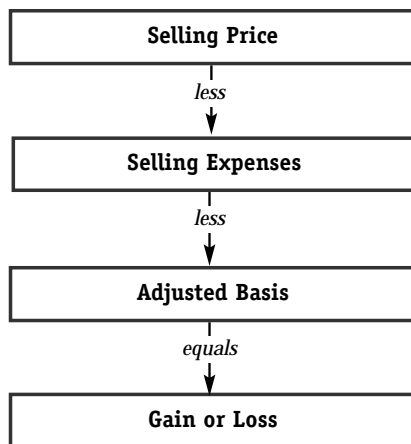 Selling Price
less
Selling Expenses
less
Adjusted Basis
equals
Gain or Loss